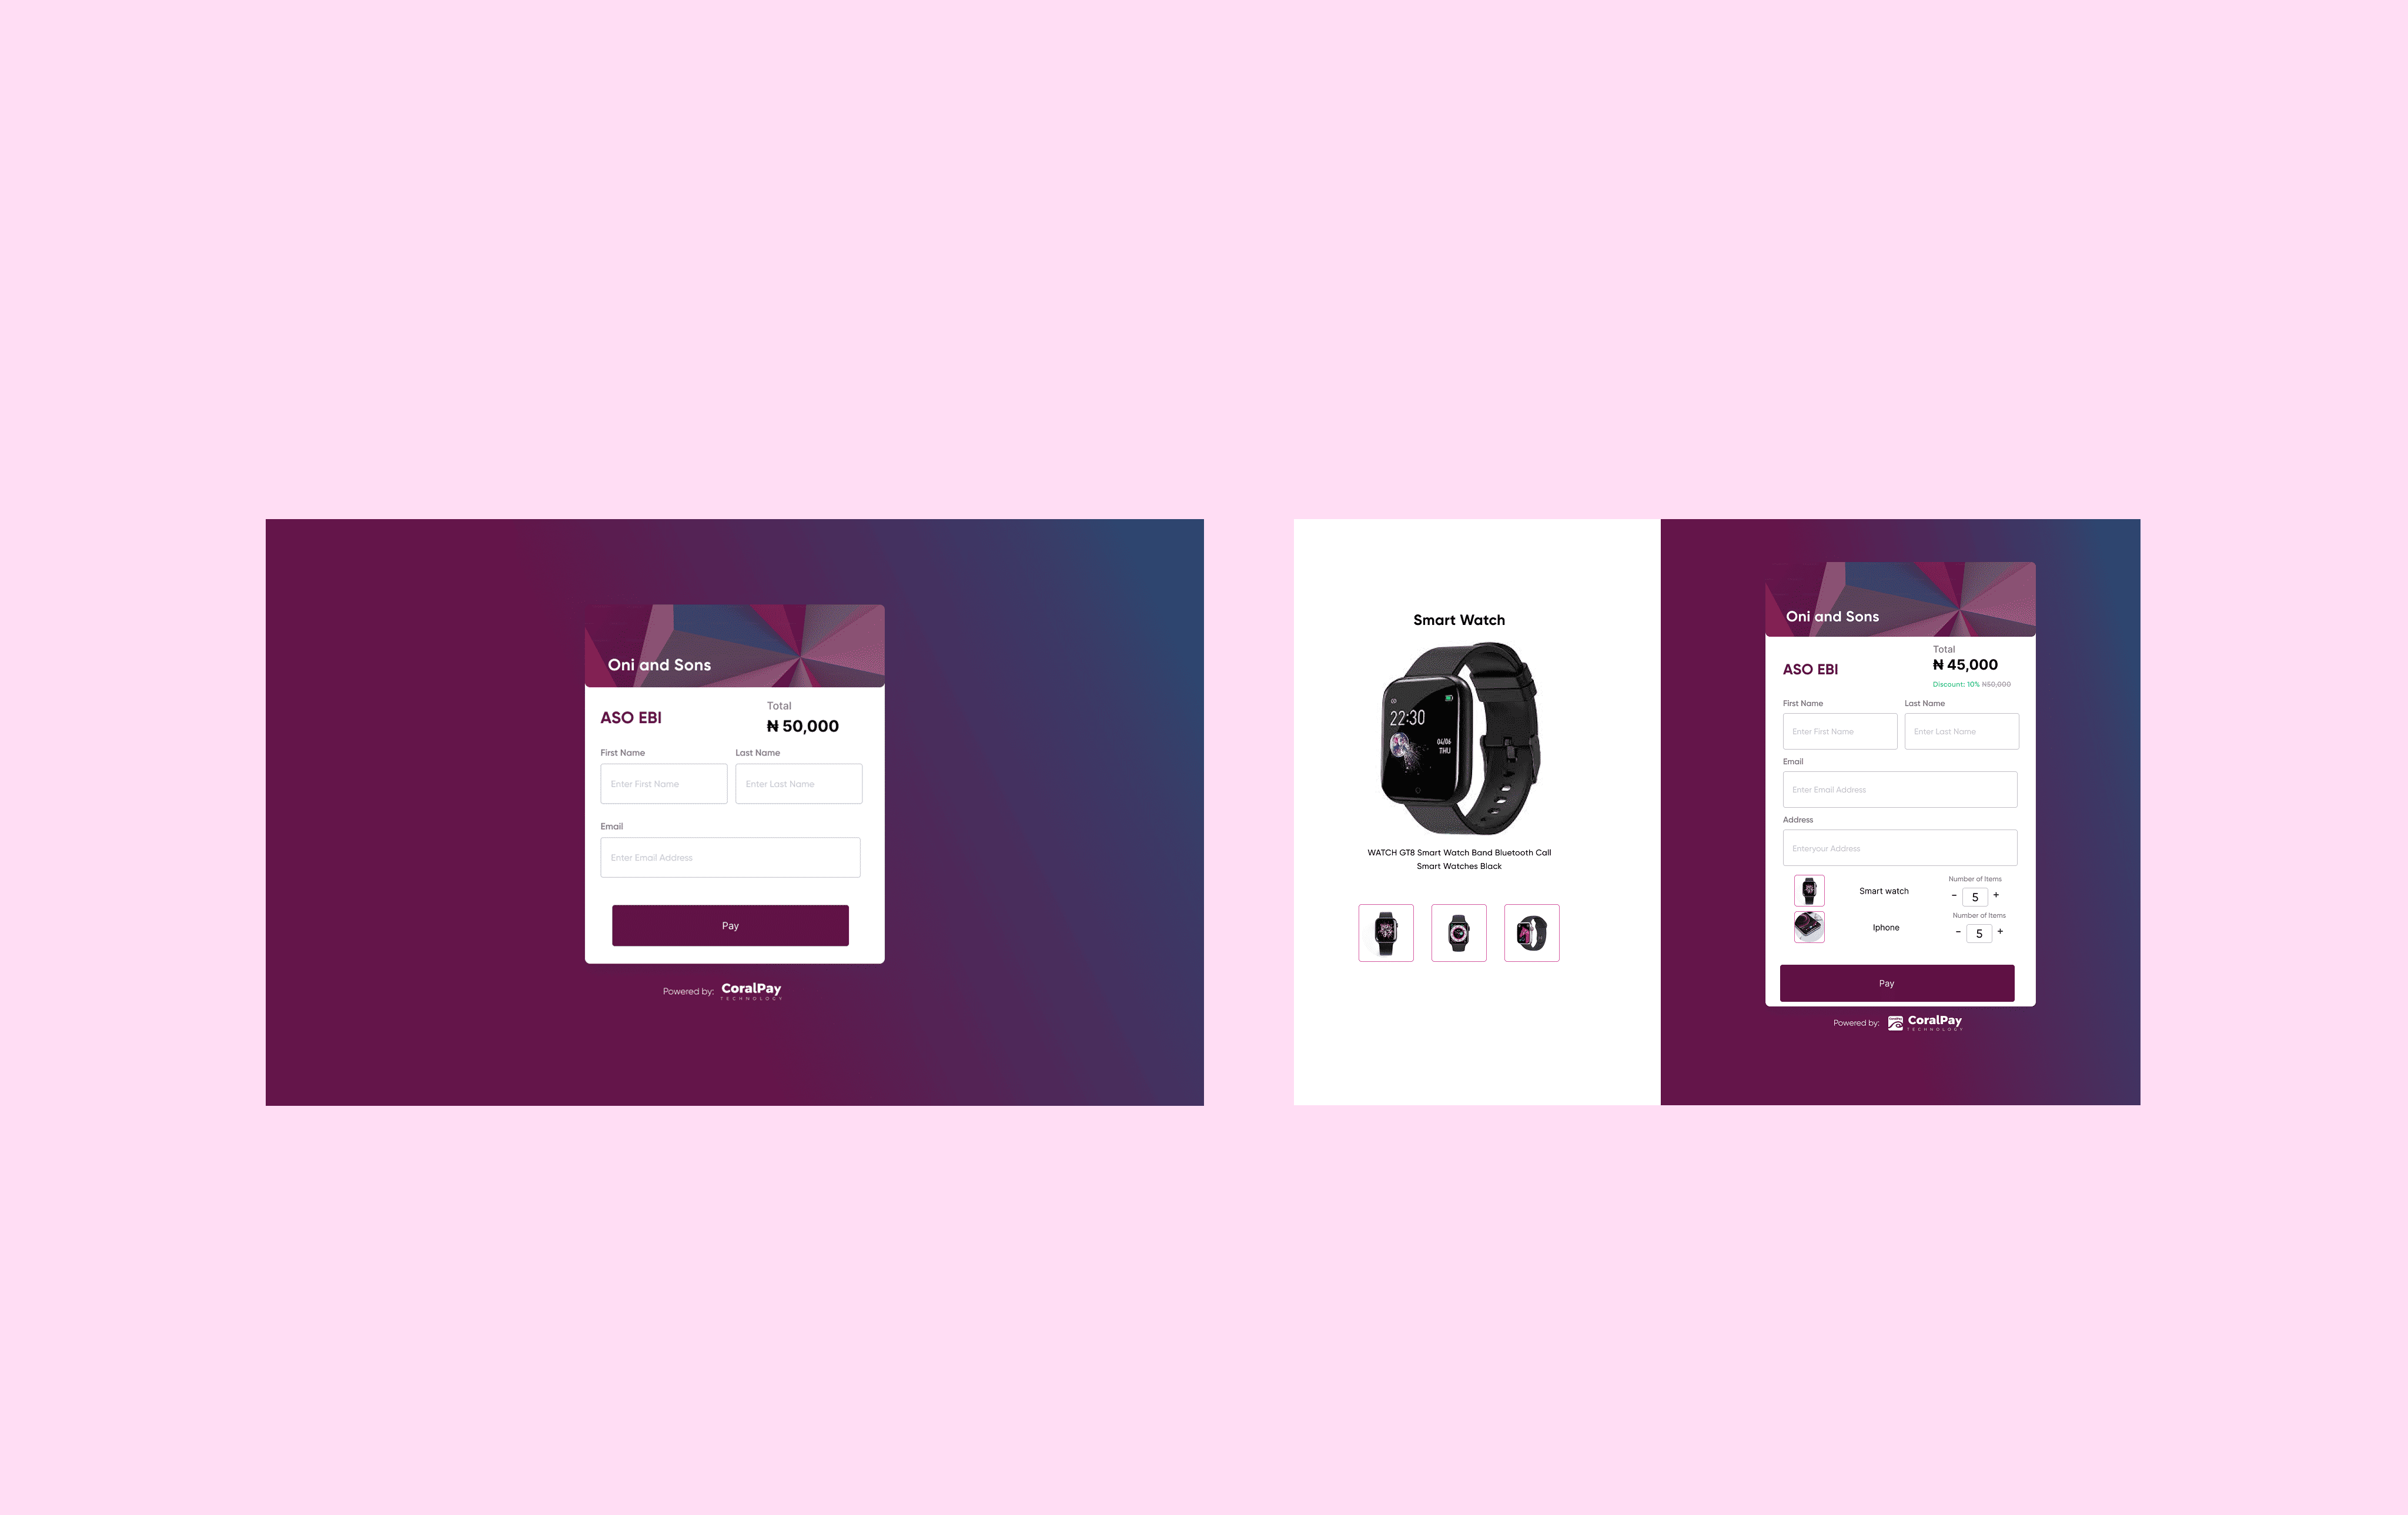 Oni and Sons
ASO EBI
Total
₦ 50,000
First Name
Last Name
Enter First Name
Enter Last Name
Email
Enter Email Address
Pay
Powered by: CoralPay
TECHNOLOGY
Smart Watch
22:30
04/06
THU
WATCH GT8 Smart Watch Band Bluetooth Call
Smart Watches Black
Oni and Sons
ASO EBI
Total
₦ 45,000
Discount: 10% ₦50,000
First Name
Last Name
Enter First Name
Enter Last Name
Email
Enter Email Address
Address
Enteryour Address
Smart watch
Number of Items
- 5 +
Iphone
Number of Items
- 5 +
Pay
Powered by: CoralPay
TECHNOLOGY